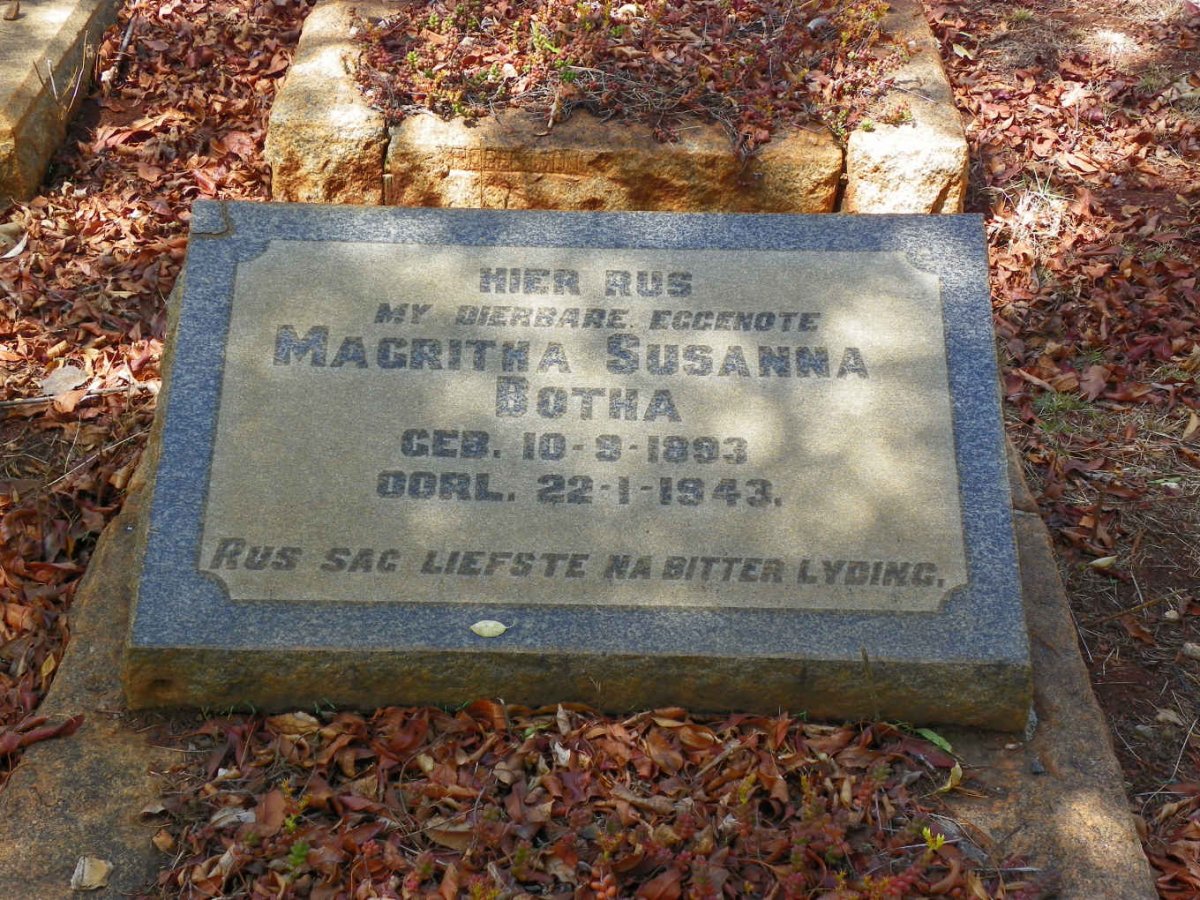 HIER RUS
MY DIERBARE EGGENOTE
MAGRITHA SUSANNA
BOTHA
GEB. 10-9-1893
OORL. 22-1-1943.
RUS SAG LIEFSTE NA BITTER LYDING.